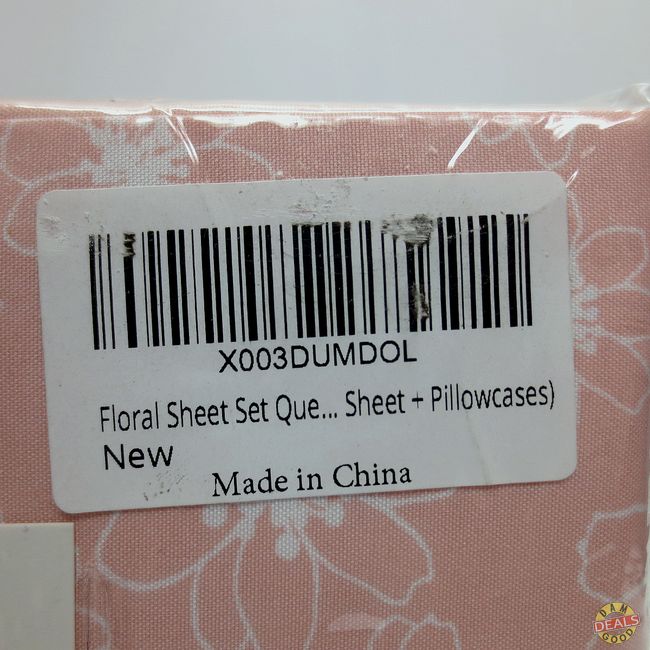 X003DUMDOL
Floral Sheet Set Que... Sheet + Pillowcases)
New
Made in China
DAM
DEALS
GOOD